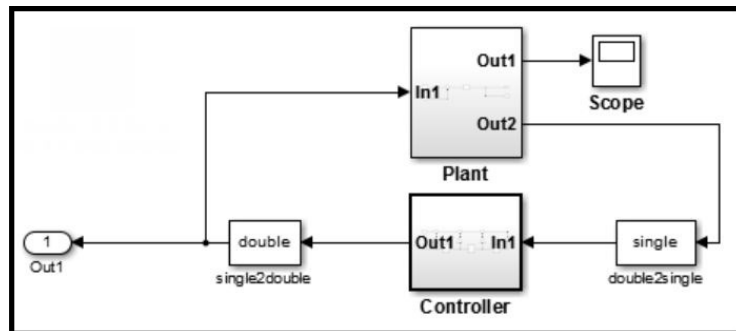 Out1
In1
Scope
Out2
Plant
1
Out1
double
single2double
Out1
In1
Controller
single
double2single